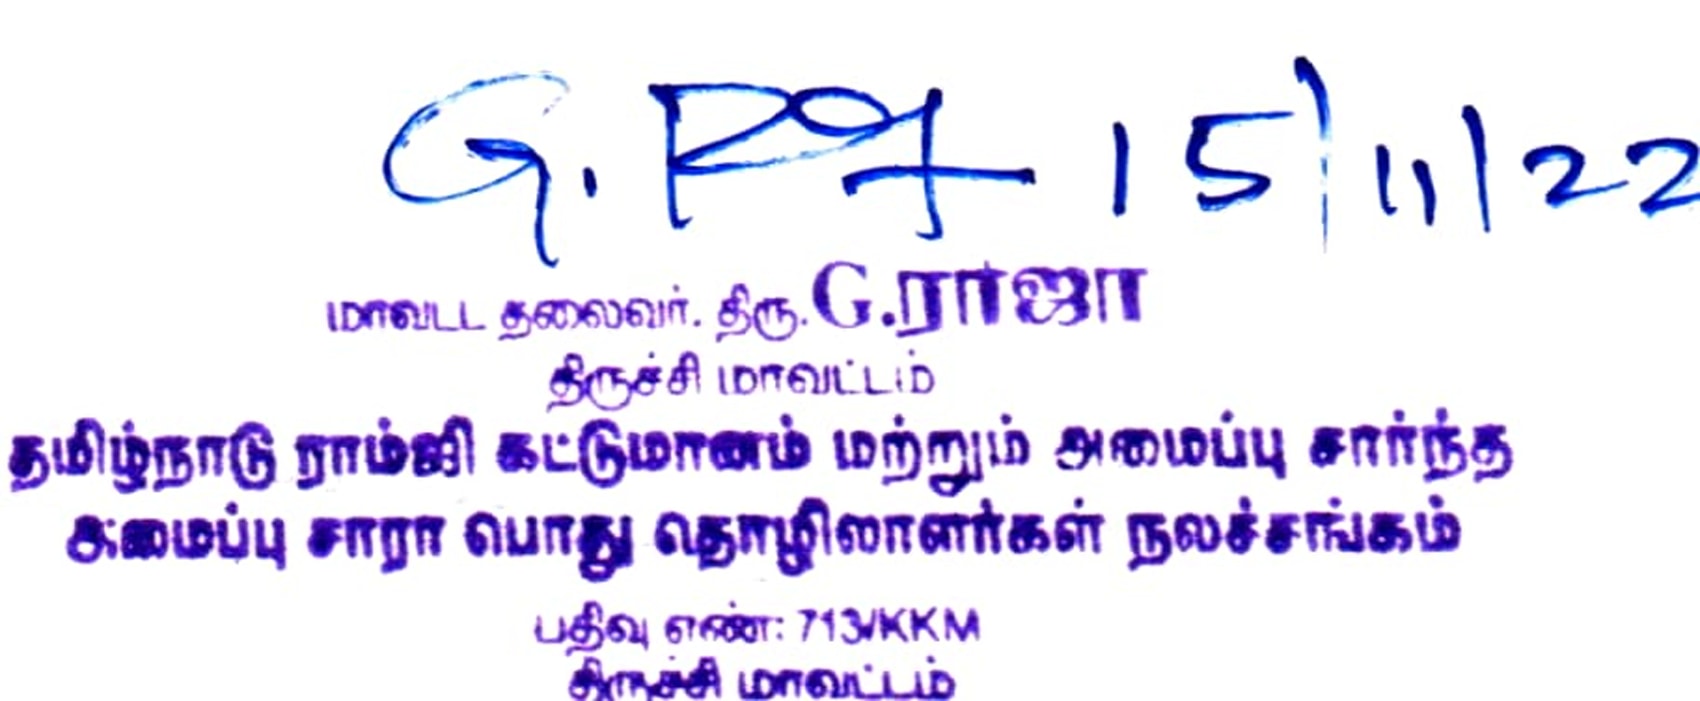 G. 15/11/22
மாவட்ட தலைவர். திரு. G.ராஜா
திருச்சி மாவட்டம்
தமிழ்நாடு ராம்ஜி கட்டுமானம் மற்றும் அமைப்பு சார்ந்த
அமைப்பு சாரா பொது தொழிலாளர்கள் நலச்சங்கம்
பதிவு எண்: 713/KKM
திருச்சி மாவட்டம்